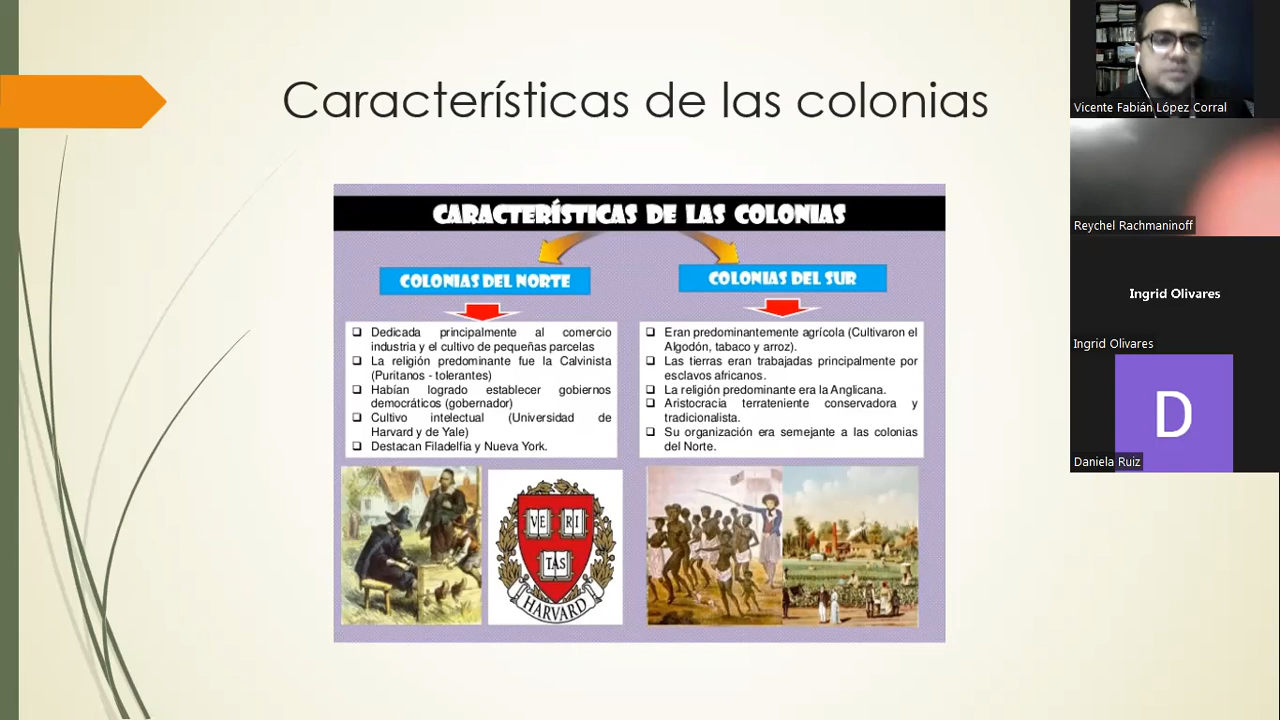 Características de las colonias
CARACTERÍSTICAS DE LAS COLONIAS
COLONIAS DEL NORTE
❑ Dedicada principalmente al comercio
industria y el cultivo de pequeñas parcelas
❑ La religión predominante fue la Calvinista
(Puritanos - tolerantes)
❑ Habían logrado establecer gobiernos
democráticos (gobernador)
❑ Cultivo intelectual (Universidad de
Harvard y de Yale)
❑ Destacan Filadelfia y Nueva York.
COLONIAS DEL SUR
❑ Eran predominantemente agrícola (Cultivaron el
Algodón, tabaco y arroz).
❑ Las tierras eran trabajadas principalmente por
esclavos africanos.
❑ La religión predominante era la Anglicana.
❑ Aristocracia terrateniente conservadora y
tradicionalista.
❑ Su organización era semejante a las colonias
del Norte.
VE RI
TAS
HARVARD
Vicente Fabián López Corral
Reychel Rachmaninoff
Ingrid Olivares
Ingrid Olivares
D
Daniela Ruiz